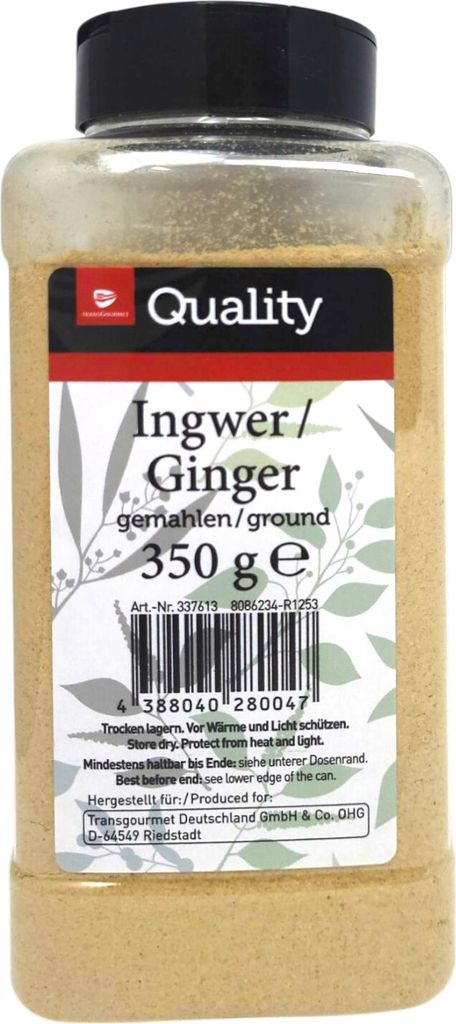 TRANSGOURMET
Quality
Ingwer/
Ginger
gemahlen/ground
350 g ℮
Art.-Nr. 337613 8086234-R1253
4 388040 280047
Trocken lagern. Vor Wärme und Licht schützen.
Store dry. Protect from heat and light.
Mindestens haltbar bis Ende: siehe unterer Dosenrand.
Best before end: see lower edge of the can.
Hergestellt für:/Produced for:
Transgourmet Deutschland GmbH & Co. OHG
D-64549 Riedstadt